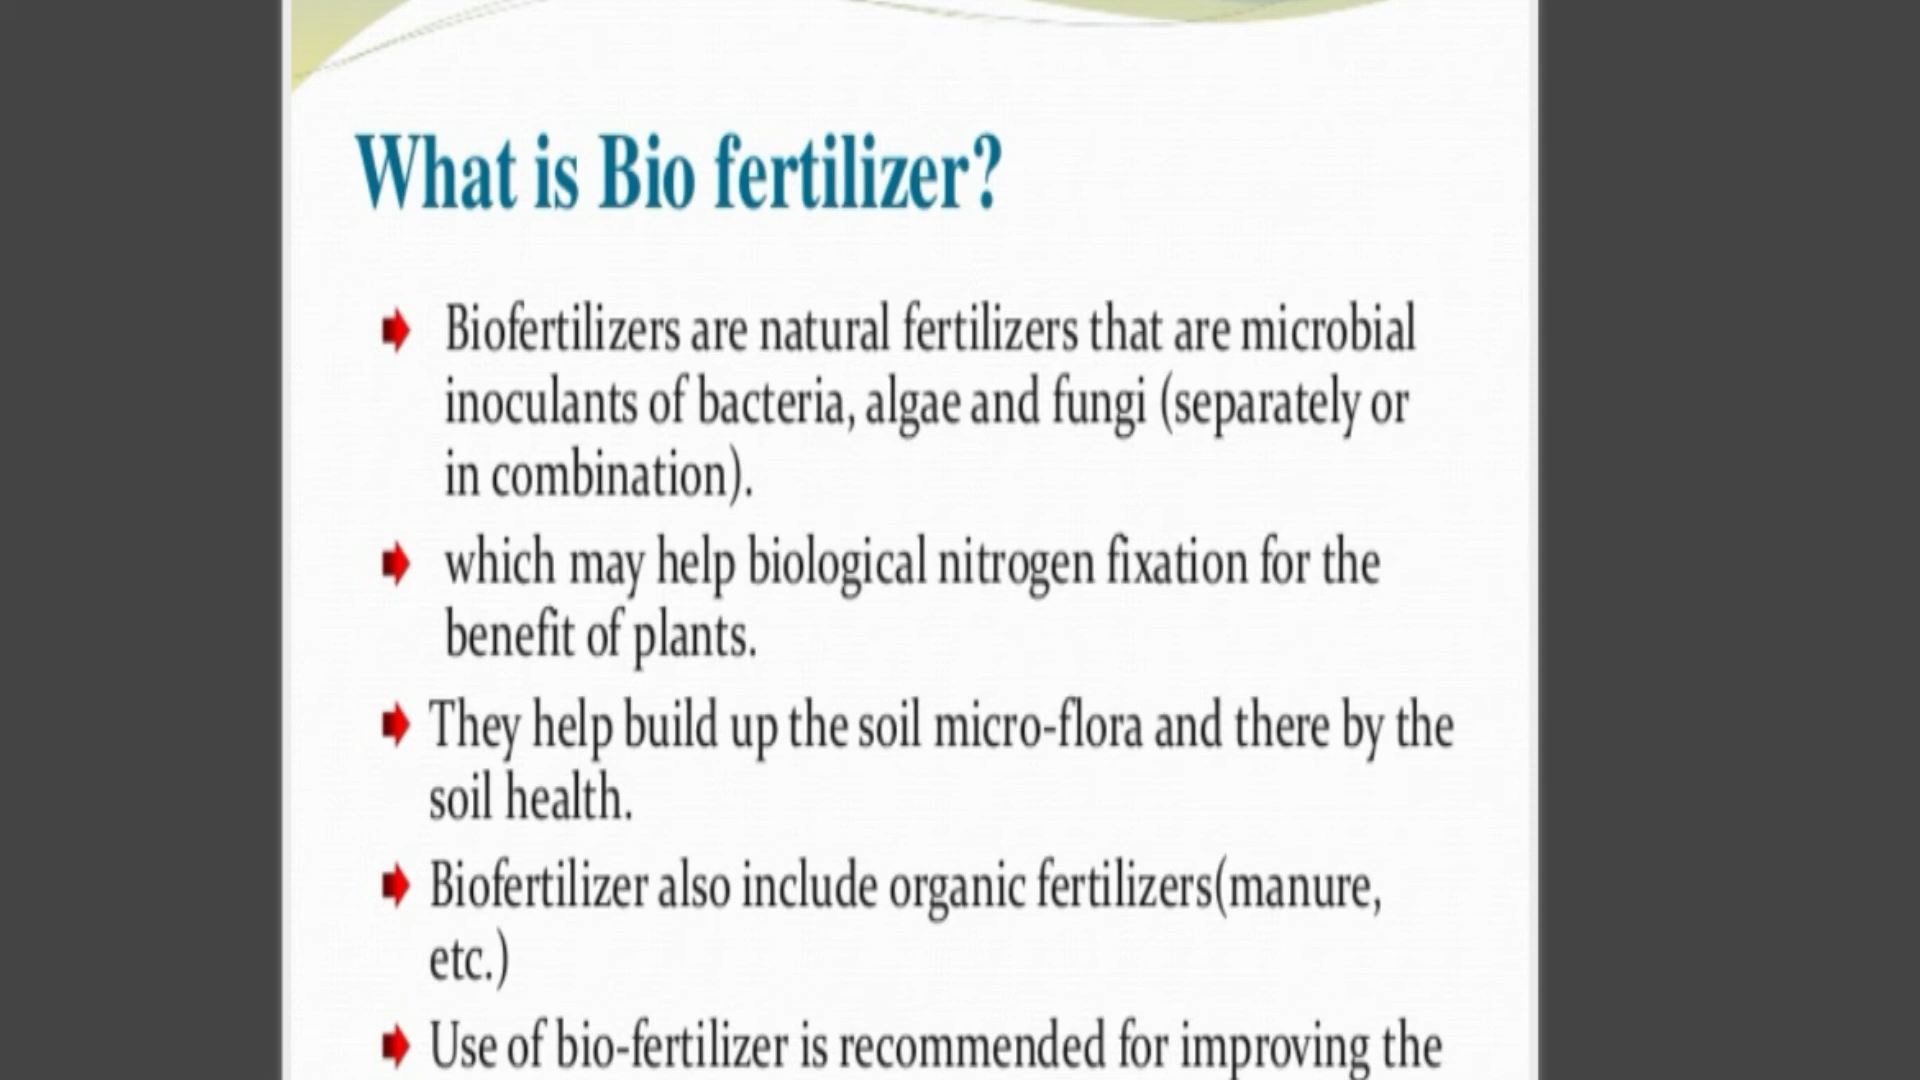 What is Bio fertilizer?
Biofertilizers are natural fertilizers that are microbial
inoculants of bacteria, algae and fungi (separately or
in combination).
which may help biological nitrogen fixation for the
benefit of plants.
They help build up the soil micro-flora and there by the
soil health.
Biofertilizer also include organic fertilizers(manure,
etc.)
Use of bio-fertilizer is recommended for improving the